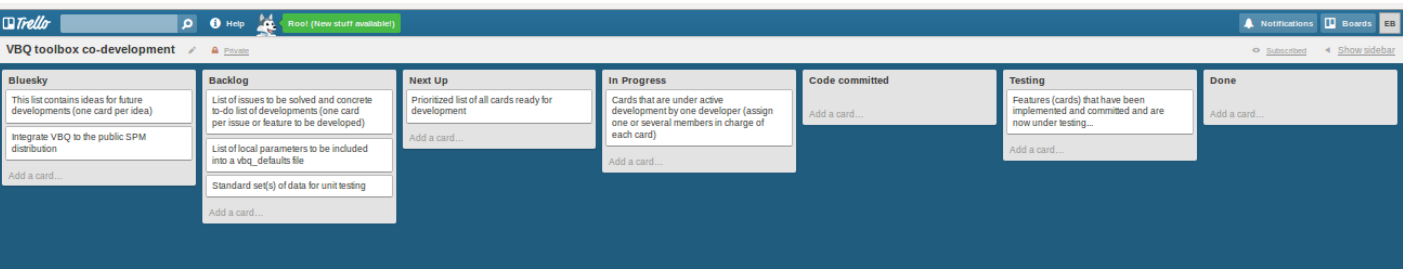 Trello
Help
Roo! (New stuff available!)
Notifications
Boards
EB
VBQ toolbox co-development
Private
Subscribed
Show sidebar
Bluesky
This list contains ideas for future
developments (one card per idea)
Integrate VBQ to the public SPM
distribution
Add a card...
Backlog
List of issues to be solved and concrete
to-do list of developments (one card
per issue or feature to be developed)
List of local parameters to be included
into a vbq_defaults file
Standard set(s) of data for unit testing
Add a card...
Next Up
Prioritized list of all cards ready for
development
Add a card...
In Progress
Cards that are under active
development by one developer (assign
one or several members in charge of
each card)
Add a card...
Code committed
Add a card...
Testing
Features (cards) that have been
implemented and committed and are
now under testing...
Add a card...
Done
Add a card...